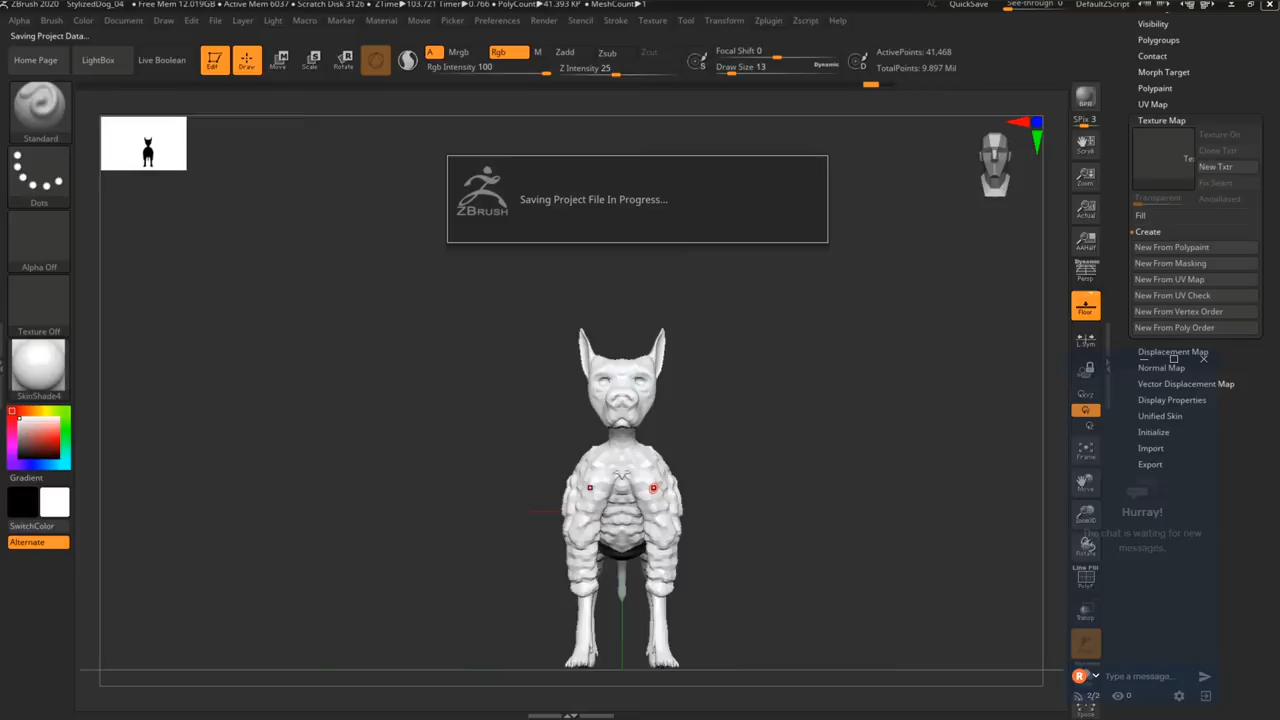 ZBrush 2020 StylizedDog_04 • Free Mem 12.019GB • Active Mem 6037 • Scratch Disk 3126 • ZTime▶103.721 Timer▶0.766 • PolyCount▶41.393 KP • MeshCount▶1 AC QuickSave See-through 0 DefaultZScript
Alpha Brush Color Document Draw Edit File Layer Light Macro Marker Material Movie Picker Preferences Render Stencil Stroke Texture Tool Transform Zplugin Zscript Help
Saving Project Data...
Home Page LightBox Live Boolean Edit Draw Move Scale Rotate
A Mrgb Rgb M Zadd Zsub Zcut
Rgb Intensity 100 Z Intensity 25
Focal Shift 0
Draw Size 13 Dynamic
S D
ActivePoints: 41,468
TotalPoints: 9.897 Mil
Standard
Dots
Alpha Off
Texture Off
SkinShade4
Gradient
SwitchColor
Alternate
ZBRUSH
Saving Project File In Progress...
BPR
SPix 3
Scroll
Zoom
Actual
AAHalf
Dynamic
Persp
Floor
L.Sym
Frame
Move
Zoom3D
Rotate
Line Fill
PolyF
Transp
Visibility
Polygroups
Contact
Morph Target
Polypaint
UV Map
Texture Map
Texture On
Clone Txtr
New Txtr
Fix Seam
Transparent Antialiased
Fill
Create
New From Polypaint
New From Masking
New From UV Map
New From UV Check
New From Vertex Order
New From Poly Order
Displacement Map
Normal Map
Vector Displacement Map
Display Properties
Unified Skin
Initialize
Import
Export
Hurray!
The chat is waiting for new
messages.
R Type a message...
2/2 0